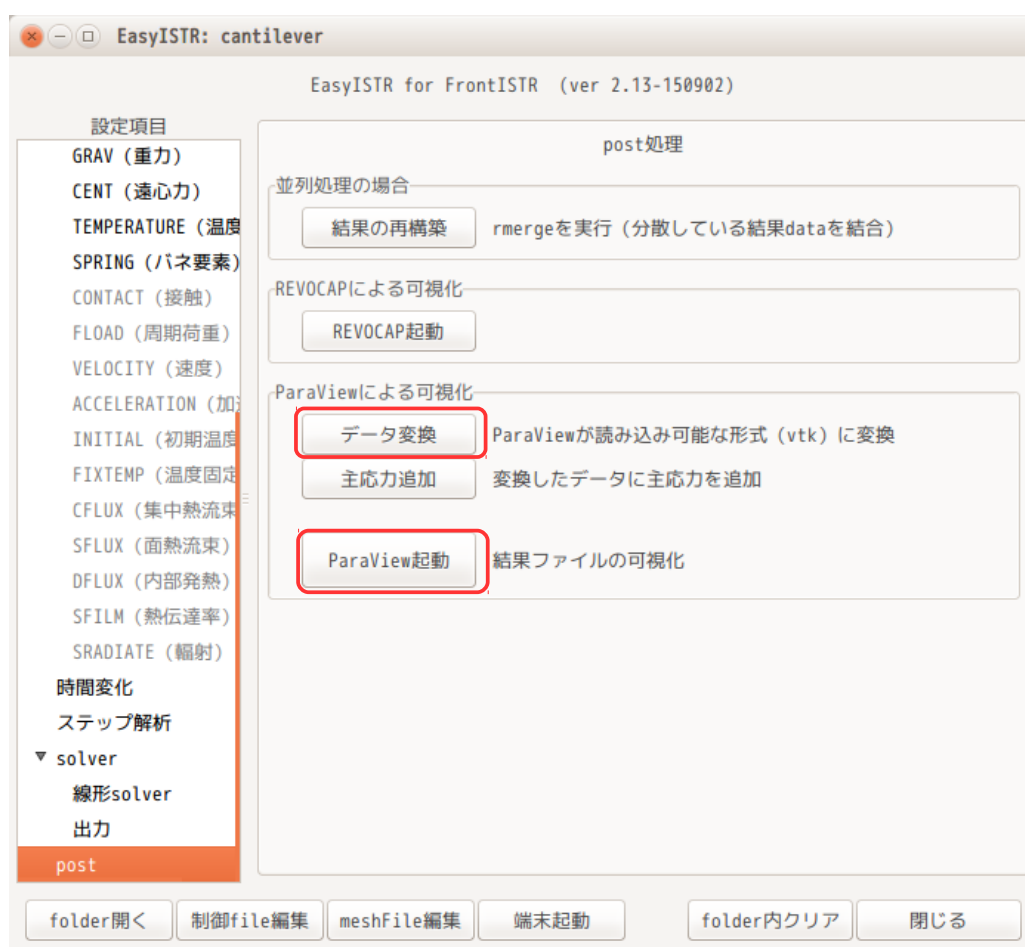 EasyISTR: cantilever
EasyISTR for FrontISTR (ver 2.13-150902)
設定項目
GRAV (重力)
CENT (遠心力)
TEMPERATURE (温度
SPRING (バネ要素)
CONTACT (接触)
FLOAD (周期荷重)
VELOCITY (速度)
ACCELERATION (加速
INITIAL (初期温度
FIXTEMP (温度固定
CFLUX (集中熱流束
SFLUX (面熱流束)
DFLUX (内部発熱)
SFILM (熱伝達率)
SRADIATE (輻射)
時間変化
ステップ解析
▼ solver
線形solver
出力
post
post処理
並列処理の場合
結果の再構築 rmergeを実行 (分散している結果dataを結合)
REVOCAPによる可視化
REVOCAP起動
ParaViewによる可視化
データ変換 ParaViewが読み込み可能な形式 (vtk) に変換
主応力追加 変換したデータに主応力を追加
ParaView起動 結果ファイルの可視化
folder開く 制御file編集 meshFile編集 端末起動 folder内クリア 閉じる